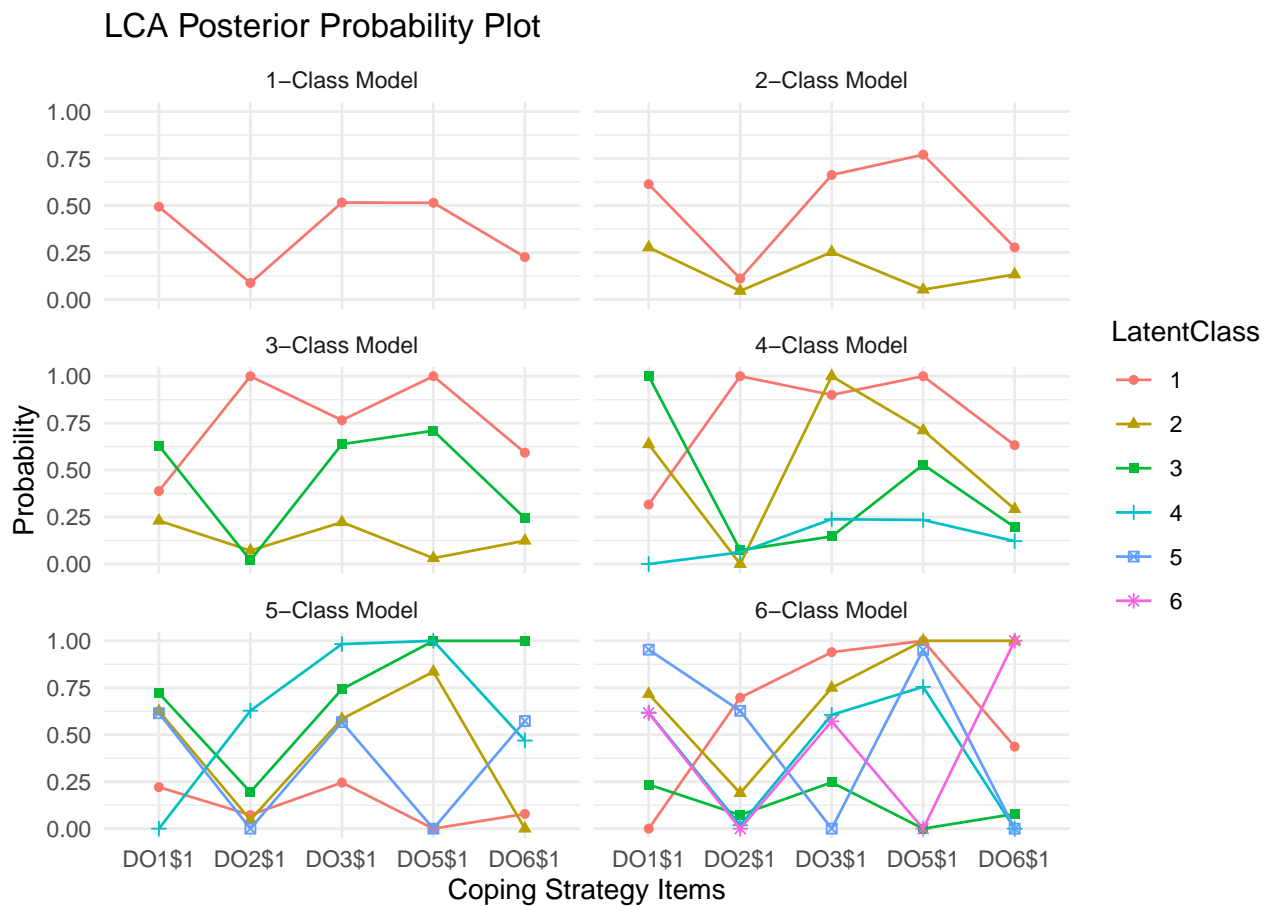 LCA Posterior Probability Plot
1−Class Model
2−Class Model
1.00
0.75
0.50
0.25
0.00
3−Class Model
4−Class Model
1.00
0.75
0.50
0.25
0.00
5−Class Model
6−Class Model
1.00
0.75
0.50
0.25
0.00
DO1$1 DO2$1 DO3$1 DO5$1 DO6$1
DO1$1 DO2$1 DO3$1 DO5$1 DO6$1
Coping Strategy Items
Probability
LatentClass
1
2
3
4
5
6